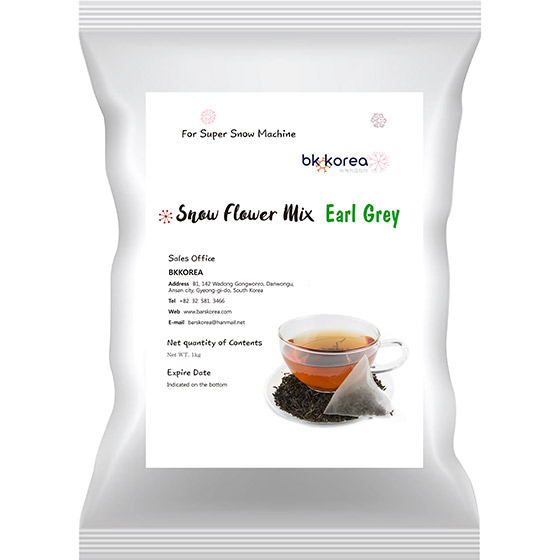 For Super Snow Machine
bk korea
Snow Flower Mix Earl Grey
Sales Office
BKKOREA
Address 81, 142 Wadong Gongwonro, Danwongu,
Ansan city, Gyeong-gi-do, South Korea
Tel +82. 32. 581. 3466
Web www.barskorea.com
E-mail barskorea@hanmail.net
Net quantity of Contents
Net WT. 1kg
Expire Date
Indicated on the bottom